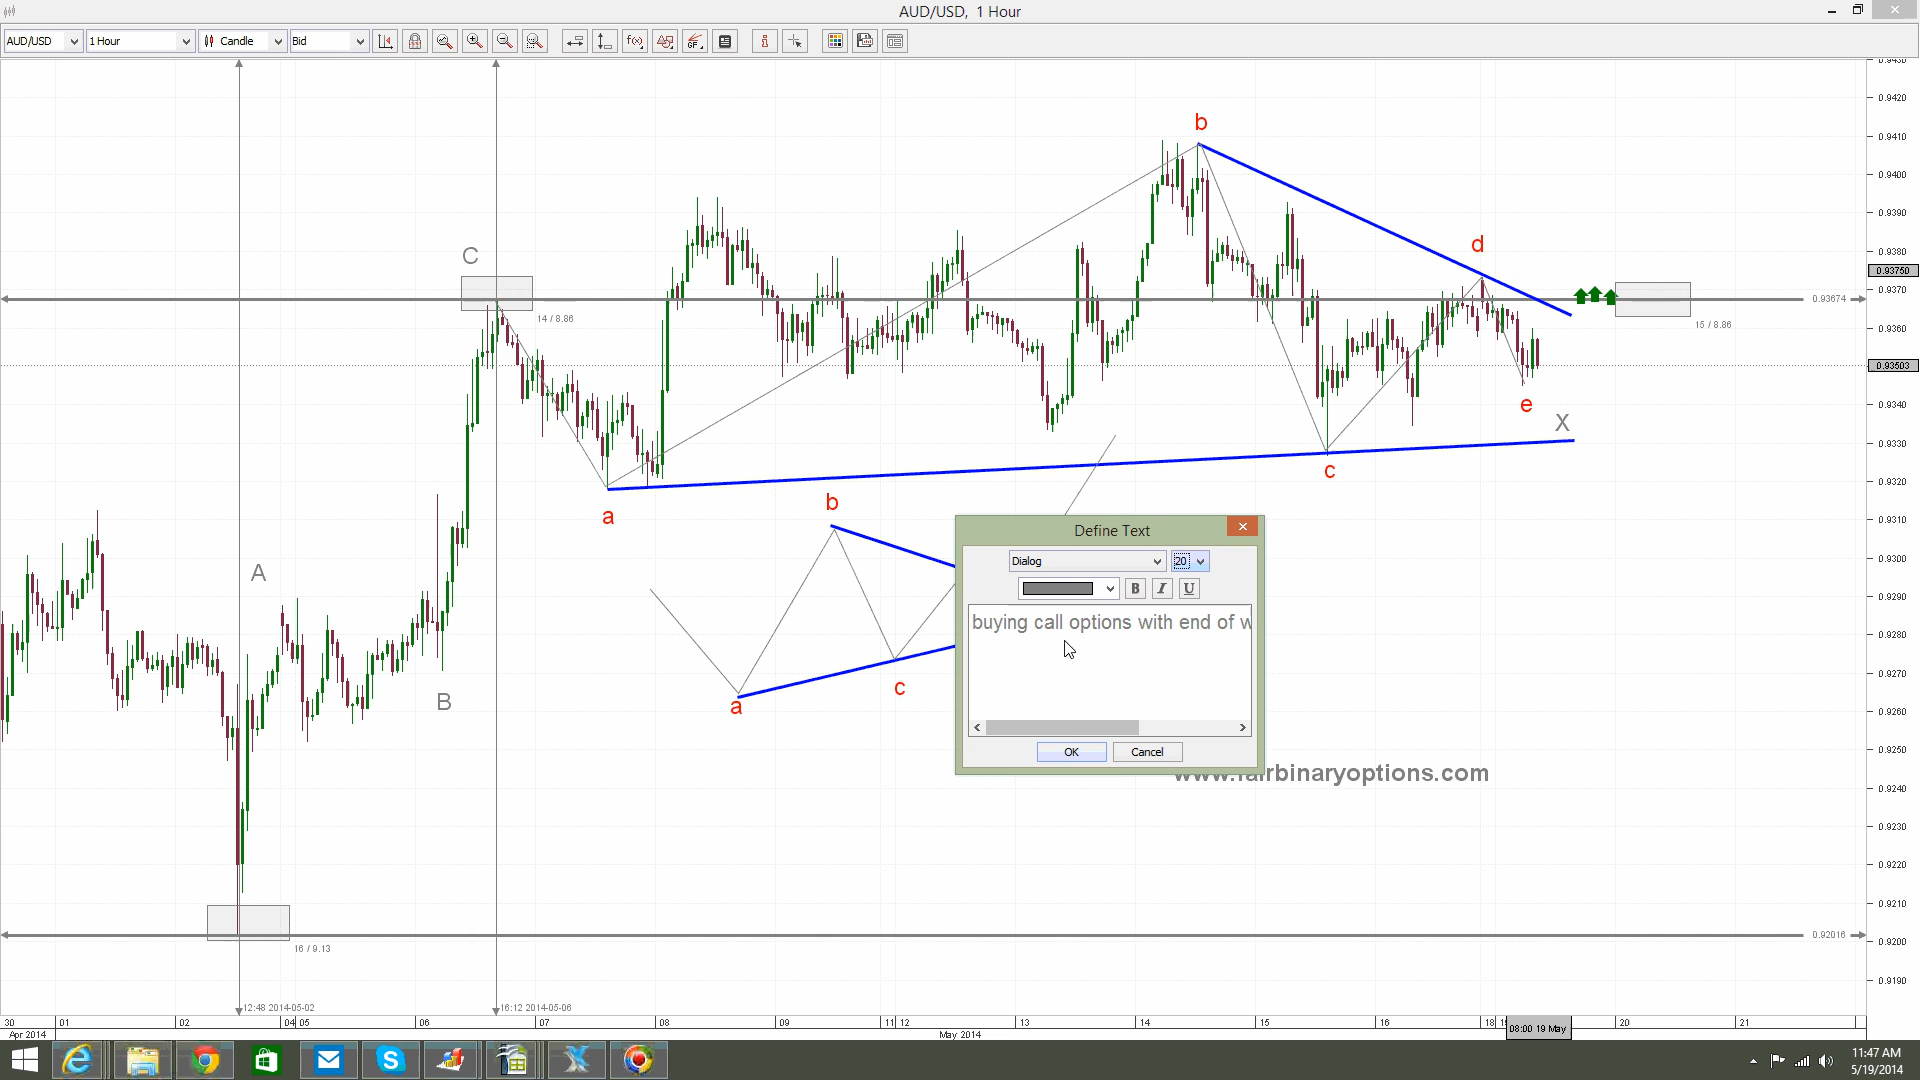 AUD/USD, 1 Hour
AUD/USD
1 Hour
Candle
Bid
f(x)
GF
0.9420
0.9410
0.9400
0.9390
0.9380
0.93750
0.9370
0.93674
0.9360
0.93503
0.9340
0.9330
0.9320
0.9310
0.9300
0.9290
0.9280
0.9270
0.9260
0.9250
0.9240
0.9230
0.9220
0.9210
0.92016
0.9200
0.9190
C
14 / 8.86
b
d
15 / 8.86
e
X
c
a
A
B
b
a
c
Define Text
Dialog
20
B I U
buying call options with end of w
OK
Cancel
16 / 9.13
12:48 2014-05-02
16:12 2014-05-06
30 01 02 04 05 06 07 08 09 11 12 13 14 15 16 18 08:00 19 May 20 21
Apr 2014
May 2014
11:47 AM
5/19/2014